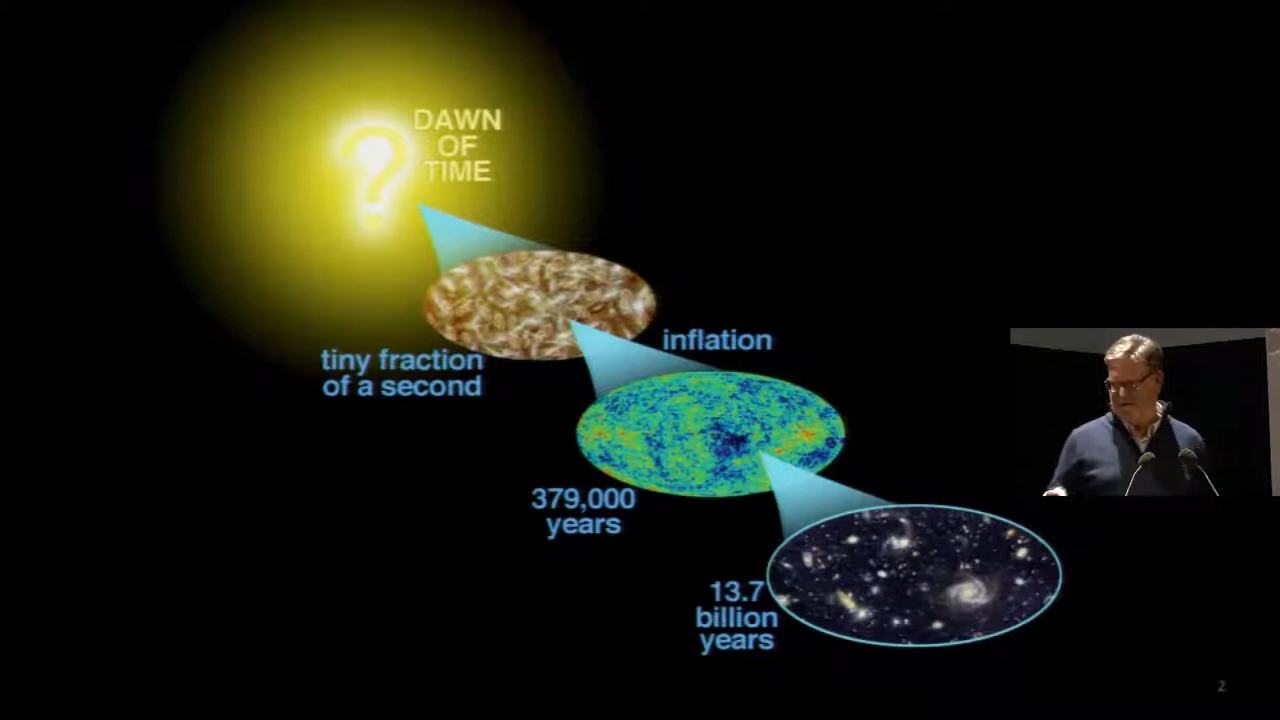 DAWN
OF
TIME
tiny fraction
of a second
inflation
379,000
years
13.7
billion
years
2